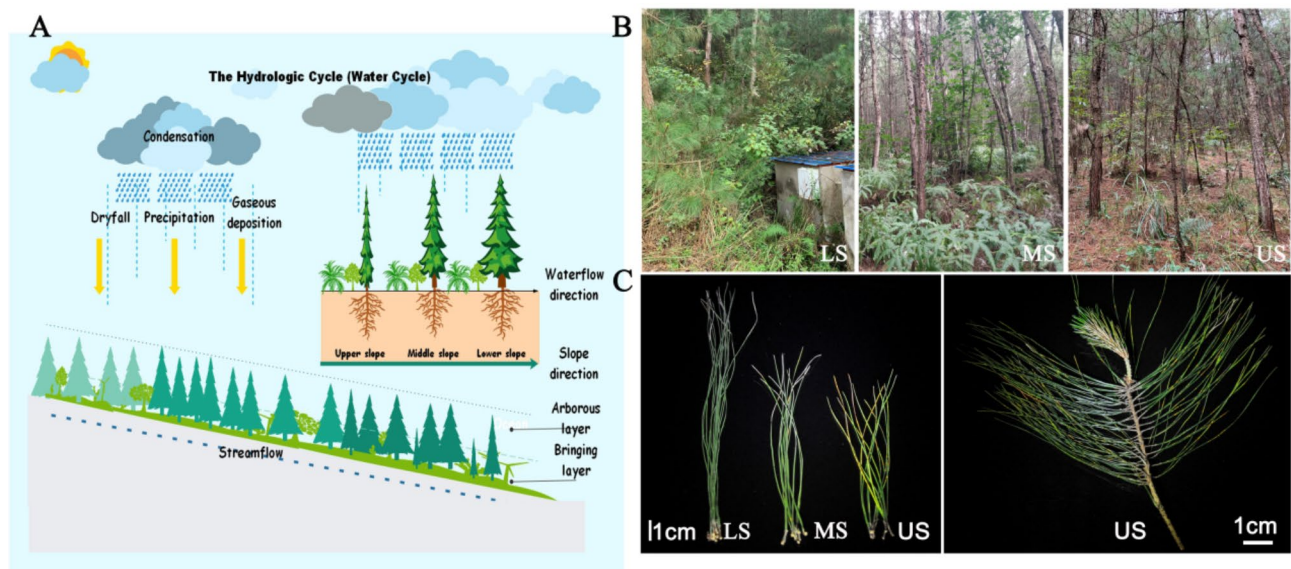 A
The Hydrologic Cycle (Water Cycle)
Condensation
Dryfall
Precipitation
Gaseous
deposition
Waterflow
direction
Upper slope
Middle slope
Lower slope
Slope
direction
Arborous
layer
Bringing
layer
Streamflow
B
LS
MS
US
C
1cm
LS
MS
US
US
1cm